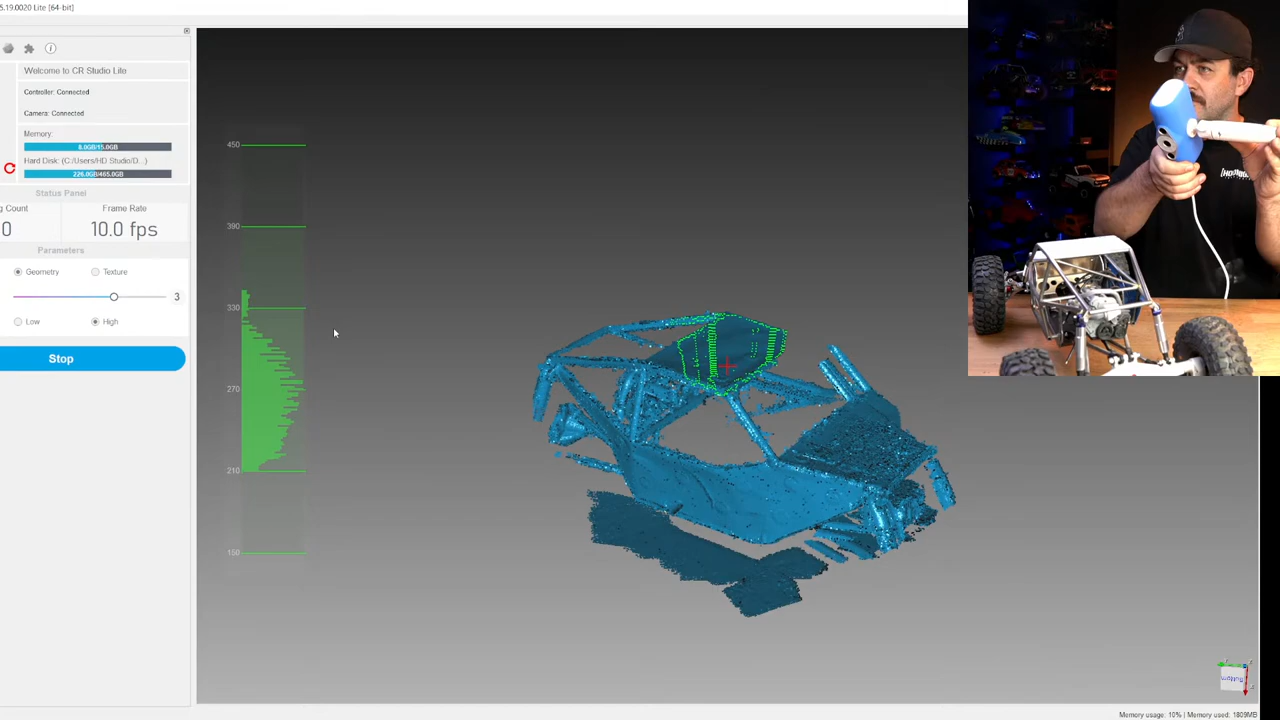 5.19.0020 Lite [64-bit]
Welcome to CR Studio Lite
Controller: Connected
Camera: Connected
Memory:
8.0GB/15.0GB
Hard Disk: (C:/Users/HD Studio/D...)
226.0GB/465.0GB
Status Panel
g Count
Frame Rate
0
10.0 fps
Parameters
Geometry
Texture
3
Low
High
Stop
450
390
330
270
210
150
Bottom
Memory usage: 10% | Memory used: 1809MB